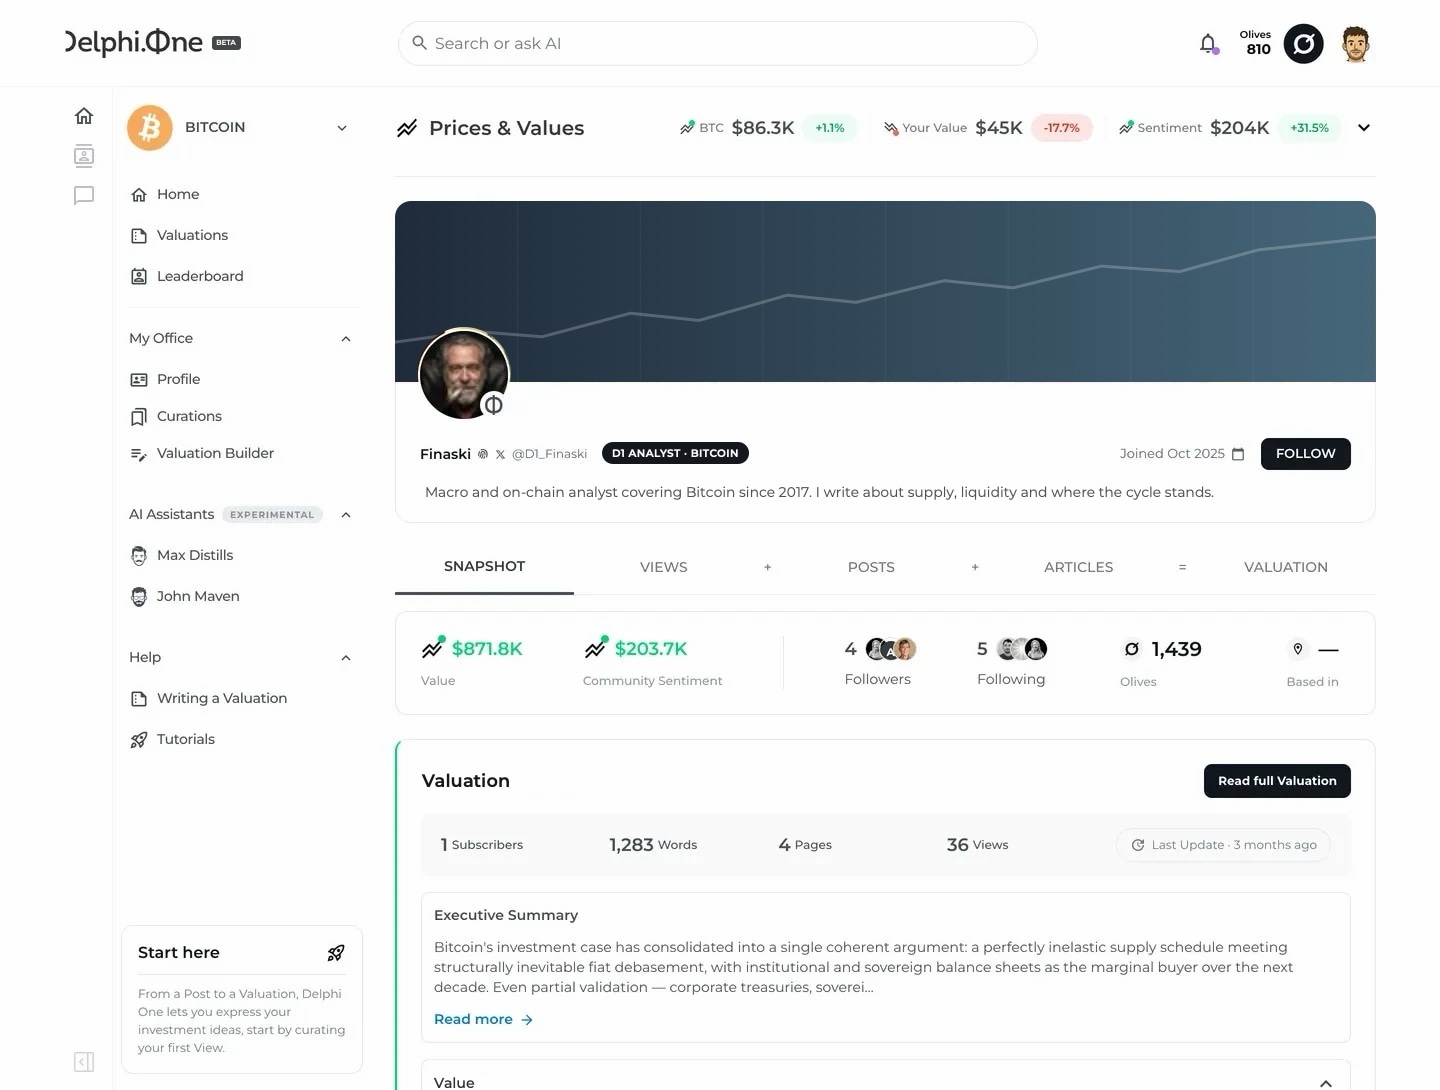 Delphi.One BETA
Search or ask AI
Olives
810
BITCOIN
Home
Valuations
Leaderboard
My Office
Profile
Curations
Valuation Builder
AI Assistants EXPERIMENTAL
Max Distills
John Maven
Help
Writing a Valuation
Tutorials
Start here
From a Post to a Valuation, Delphi
One lets you express your
investment ideas, start by curating
your first View.
Prices & Values
BTC $86.3K +1.1%
Your Value $45K -17.7%
Sentiment $204K +31.5%
Finaski @D1_Finaski D1 ANALYST · BITCOIN
Joined Oct 2025
FOLLOW
Macro and on-chain analyst covering Bitcoin since 2017. I write about supply, liquidity and where the cycle stands.
SNAPSHOT VIEWS + POSTS + ARTICLES = VALUATION
$871.8K
Value
$203.7K
Community Sentiment
4 A
Followers
5
Following
1,439
Olives
—
Based in
Valuation
Read full Valuation
1 Subscribers
1,283 Words
4 Pages
36 Views
Last Update · 3 months ago
Executive Summary
Bitcoin's investment case has consolidated into a single coherent argument: a perfectly inelastic supply schedule meeting
structurally inevitable fiat debasement, with institutional and sovereign balance sheets as the marginal buyer over the next
decade. Even partial validation — corporate treasuries, soverei...
Read more →
Value